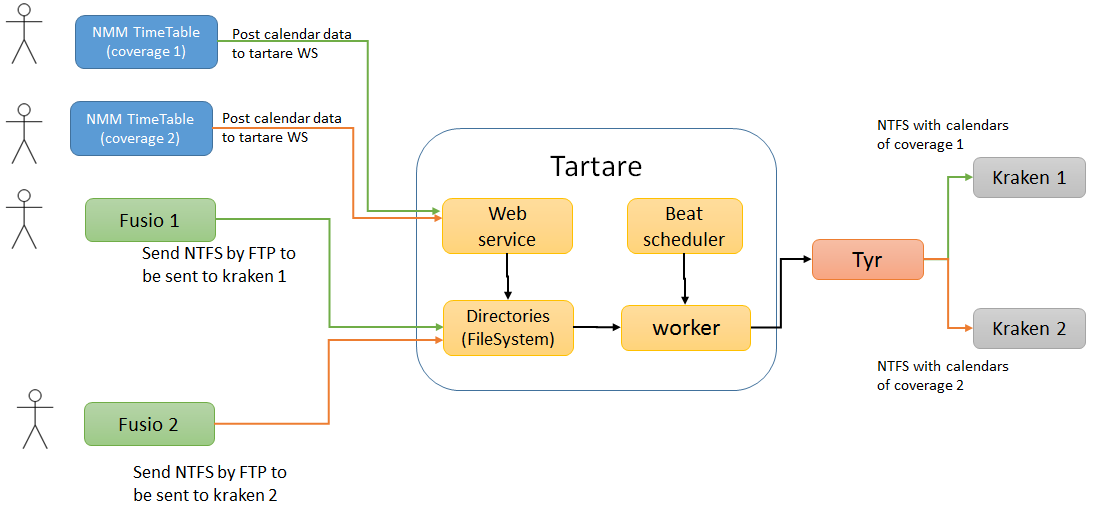 NMM TimeTable
(coverage 1)
Post calendar data
to tartare WS
NMM TimeTable
(coverage 2)
Post calendar data
to tartare WS
Fusio 1
Send NTFS by FTP to
be sent to kraken 1
Fusio 2
Send NTFS by FTP to
be sent to kraken 2
Tartare
Web
service
Beat
scheduler
Directories
(FileSystem)
worker
Tyr
NTFS with calendars
of coverage 1
Kraken 1
Kraken 2
NTFS with calendars
of coverage 2